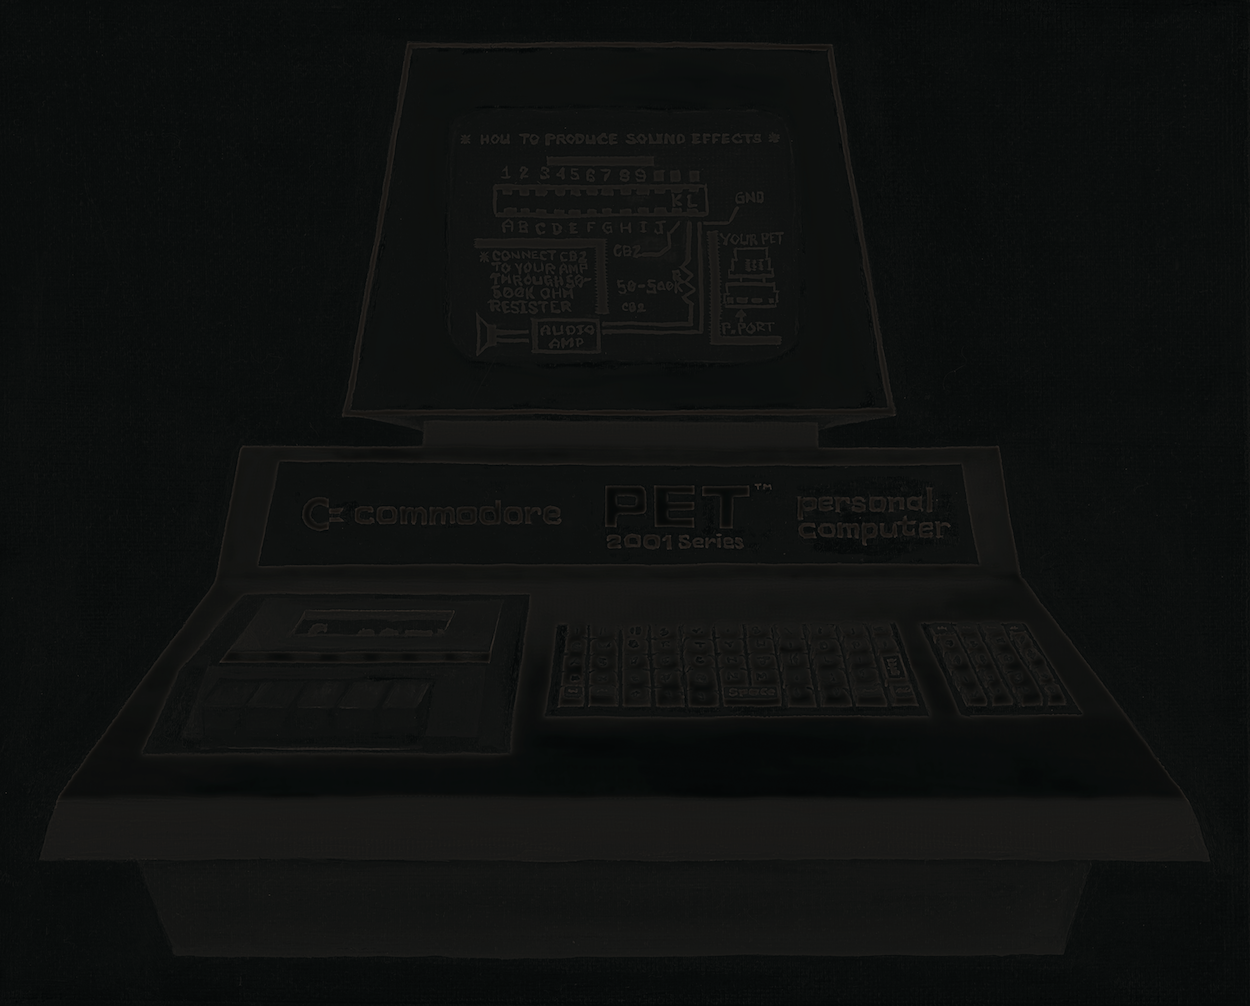 * HOW TO PRODUCE SOUND EFFECTS *
1 2 3 4 5 6 7 8 9
K L
GND
A B C D E F G H I J
CB2
YOUR PET
* CONNECT CB2
TO YOUR AMP
THROUGH 50-
500K OHM
RESISTER
50-500K
CB2
AUDIO
AMP
P.PORT
commodore
PET™
2001 Series
personal
computer
Space